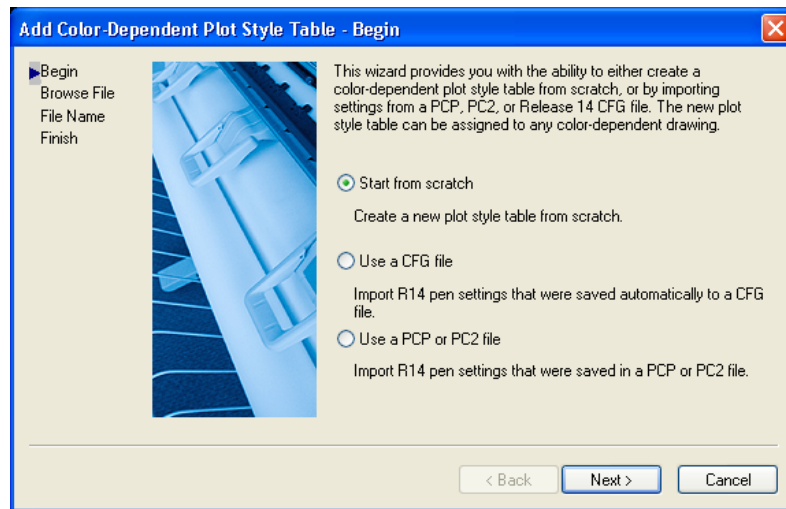 Add Color-Dependent Plot Style Table - Begin
Begin
Browse File
File Name
Finish
This wizard provides you with the ability to either create a
color-dependent plot style table from scratch, or by importing
settings from a PCP, PC2, or Release 14 CFG file. The new plot
style table can be assigned to any color-dependent drawing.
Start from scratch
Create a new plot style table from scratch.
Use a CFG file
Import R14 pen settings that were saved automatically to a CFG
file.
Use a PCP or PC2 file
Import R14 pen settings that were saved in a PCP or PC2 file.
< Back
Next >
Cancel